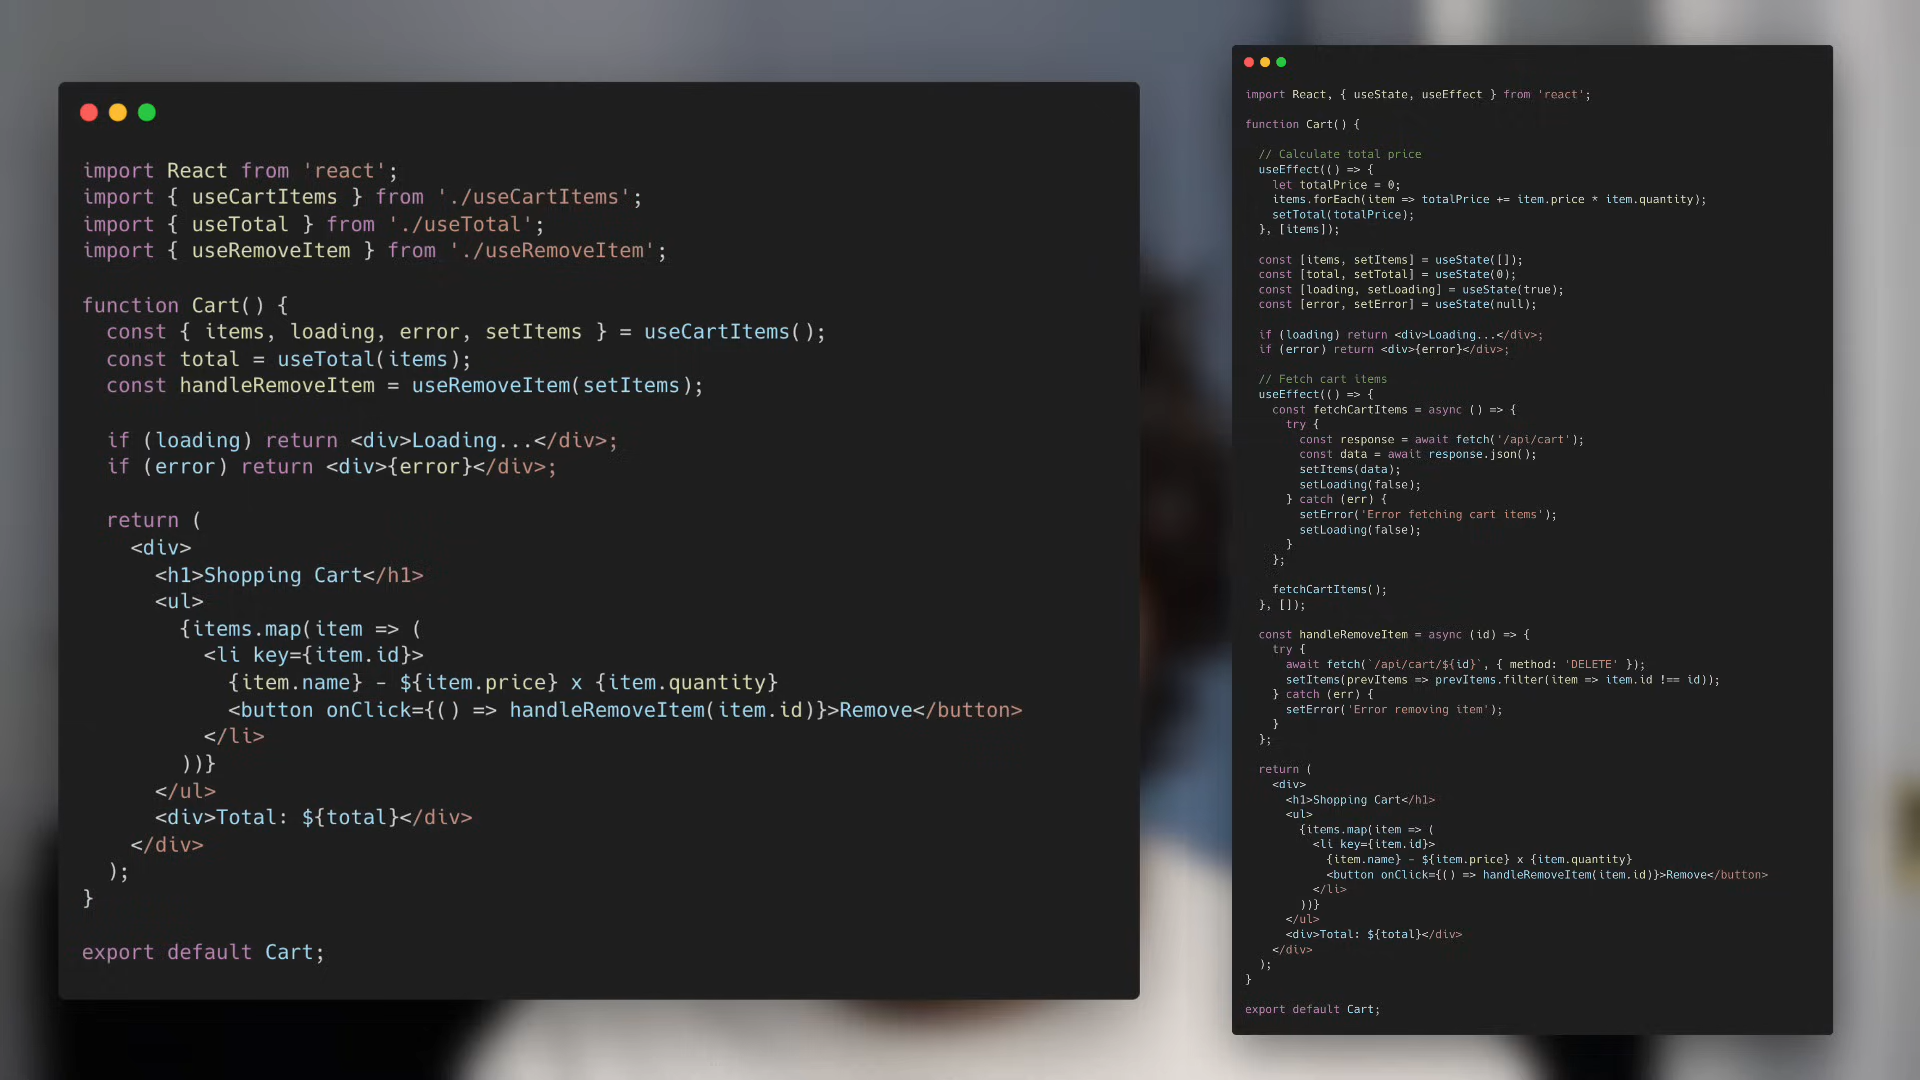 import React from 'react';
import { useCartItems } from './useCartItems';
import { useTotal } from './useTotal';
import { useRemoveItem } from './useRemoveItem';
function Cart() {
const { items, loading, error, setItems } = useCartItems();
const total = useTotal(items);
const handleRemoveItem = useRemoveItem(setItems);
if (loading) return <div>Loading...</div>;
if (error) return <div>{error}</div>;
return (
<div>
<h1>Shopping Cart</h1>
<ul>
{items.map(item => (
<li key={item.id}>
{item.name} - ${item.price} x {item.quantity}
<button onClick={() => handleRemoveItem(item.id)}>Remove</button>
</li>
))}
</ul>
<div>Total: ${total}</div>
</div>
);
}
export default Cart;
import React, { useState, useEffect } from 'react';
function Cart() {
// Calculate total price
useEffect(() => {
let totalPrice = 0;
items.forEach(item => totalPrice += item.price * item.quantity);
setTotal(totalPrice);
}, [items]);
const [items, setItems] = useState([]);
const [total, setTotal] = useState(0);
const [loading, setLoading] = useState(true);
const [error, setError] = useState(null);
if (loading) return <div>Loading...</div>;
if (error) return <div>{error}</div>;
// Fetch cart items
useEffect(() => {
const fetchCartItems = async () => {
try {
const response = await fetch('/api/cart');
const data = await response.json();
setItems(data);
setLoading(false);
} catch (err) {
setError('Error fetching cart items');
setLoading(false);
}
};
fetchCartItems();
}, []);
const handleRemoveItem = async (id) => {
try {
await fetch(`/api/cart/${id}`, { method: 'DELETE' });
setItems(prevItems => prevItems.filter(item => item.id !== id));
} catch (err) {
setError('Error removing item');
}
};
return (
<div>
<h1>Shopping Cart</h1>
<ul>
{items.map(item => (
<li key={item.id}>
{item.name} - ${item.price} x {item.quantity}
<button onClick={() => handleRemoveItem(item.id)}>Remove</button>
</li>
))}
</ul>
<div>Total: ${total}</div>
</div>
);
}
export default Cart;